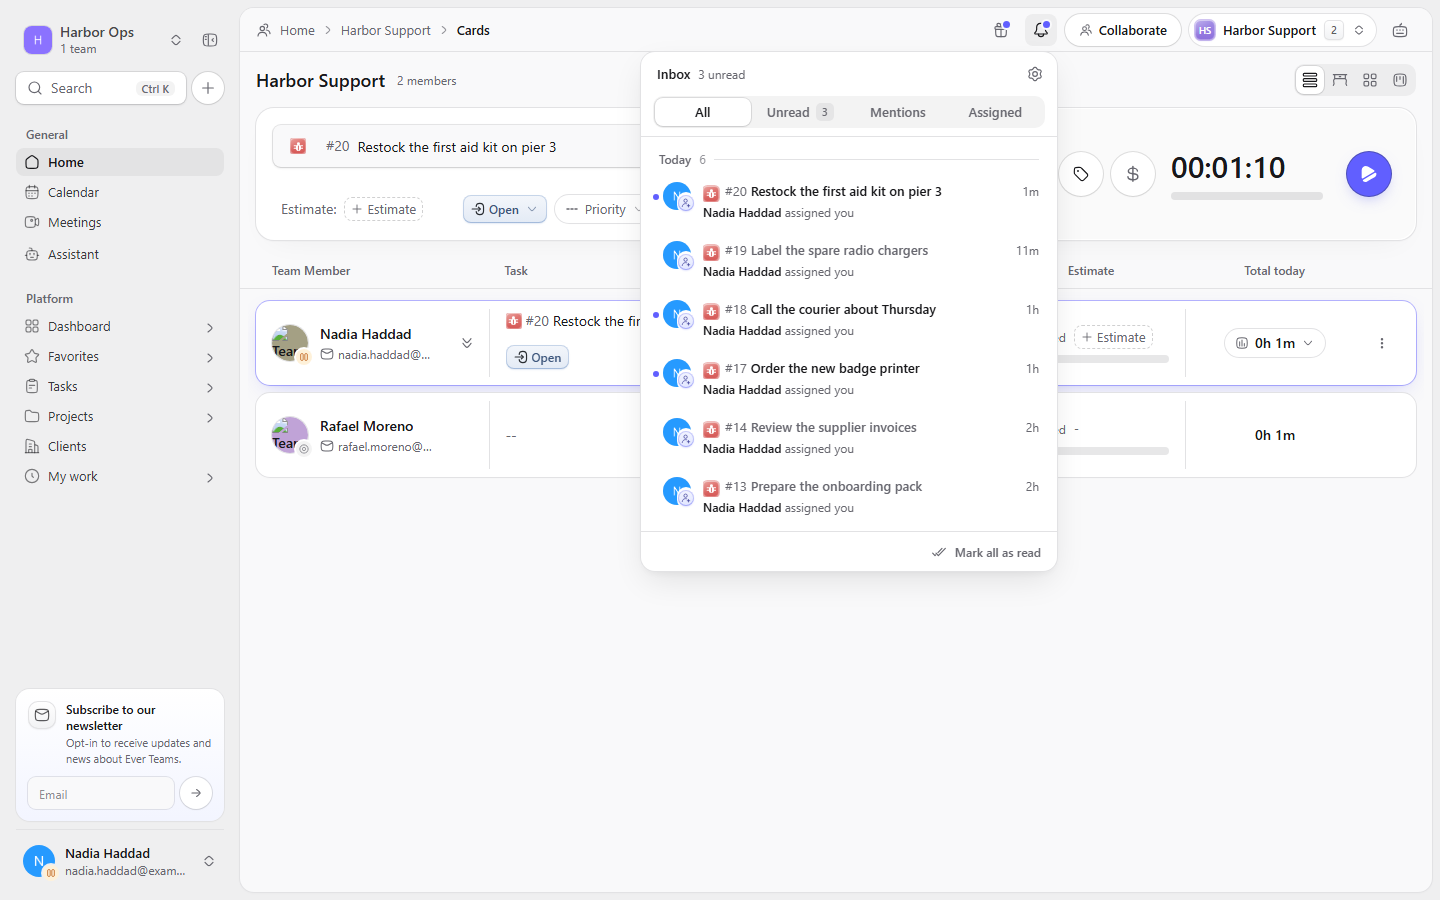 H
Harbor Ops
1 team
Search
Ctrl K
General
Home
Calendar
Meetings
Assistant
Platform
Dashboard
Favorites
Tasks
Projects
Clients
My work
Subscribe to our
newsletter
Opt-in to receive updates and
news about Ever Teams.
Email
N
Nadia Haddad
nadia.haddad@exam...
Home
Harbor Support
Cards
Collaborate
HS
Harbor Support
2
Harbor Support
2 members
#20 Restock the first aid kit on pier 3
Estimate:
Estimate
Open
Priority
$
00:01:10
Team Member
Task
Estimate
Total today
Nadia Haddad
nadia.haddad@...
#20 Restock the fir
Open
Estimate
0h 1m
Rafael Moreno
rafael.moreno@...
--
-
0h 1m
Inbox
3 unread
All
Unread
3
Mentions
Assigned
Today
6
#20 Restock the first aid kit on pier 3
1m
Nadia Haddad assigned you
#19 Label the spare radio chargers
11m
Nadia Haddad assigned you
#18 Call the courier about Thursday
1h
Nadia Haddad assigned you
#17 Order the new badge printer
1h
Nadia Haddad assigned you
#14 Review the supplier invoices
2h
Nadia Haddad assigned you
#13 Prepare the onboarding pack
2h
Nadia Haddad assigned you
Mark all as read